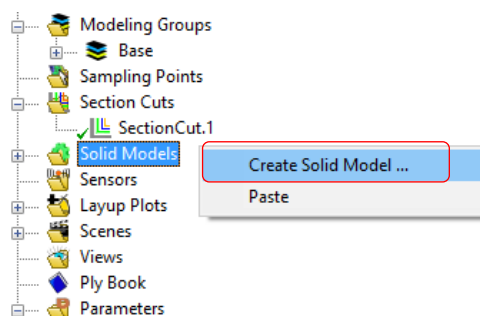 Modeling Groups
Base
Sampling Points
Section Cuts
SectionCut.1
Solid Models
Create Solid Model ...
Sensors
Paste
Layup Plots
Scenes
Views
Ply Book
Parameters